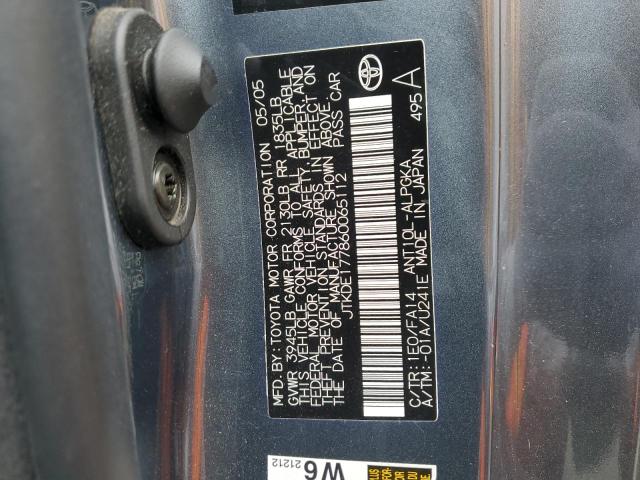 MFD.BY: TOYOTA MOTOR CORPORATION 05/05
GVWR 3945LB GAWR FR 2130LB RR 1835LB
THIS VEHICLE CONFORMS TO ALL APPLICABLE
FEDERAL MOTOR VEHICLE SAFETY, BUMPER, AND
THEFT PREVENTION STANDARDS IN EFFECT ON
THE DATE OF MANUFACTURE SHOWN ABOVE.
JTKDE177860065112 PASS CAR
C/TR: 1E0/FA14 ANT10L-ALPGKA
A/TM: -01A/U241E MADE IN JAPAN 495 A
W6
21212